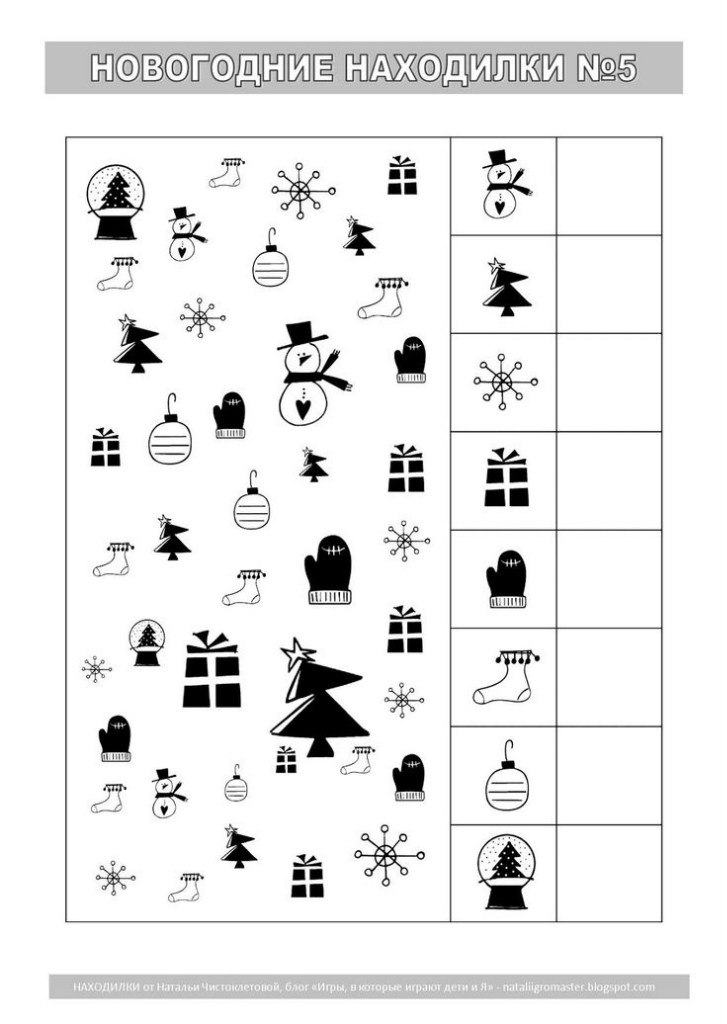 НОВОГОДНИЕ НАХОДИЛКИ №5
НАХОДИЛКИ от Натальи Чистоклетовой, блог «Игры, в которые играют дети и Я» - nataliigromaster.blogspot.com